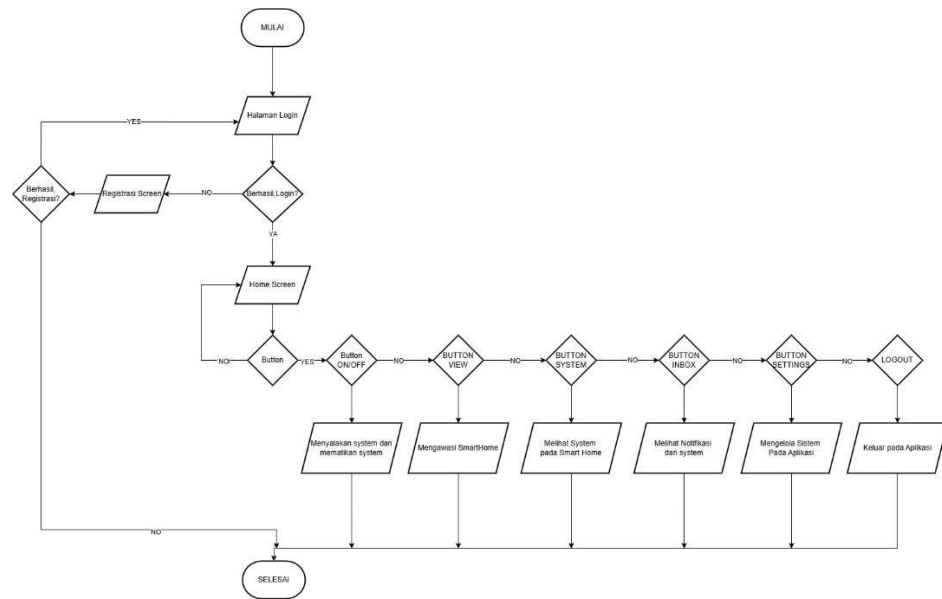 MULAI
Halaman Login
YES
Berhasil,
Registrasi?
Registrasi Screen
NO
Berhasil,Login?
YA
Home Screen
NO
Button
YES
Button
ON/OFF
NO
BUTTON
VIEW
NO
BUTTON
SYSTEM
NO
BUTTON
INBOX
NO
BUTTON
SETTINGS
NO
LOGOUT
Menyalakan system dan
mematikan system
Mengawasi SmartHome
Melihat System
pada Smart Home
Melihat Notifikasi
dari system
Mengelola Sistem
Pada Aplikasi
Keluar pada Aplikasi
NO
SELESAI